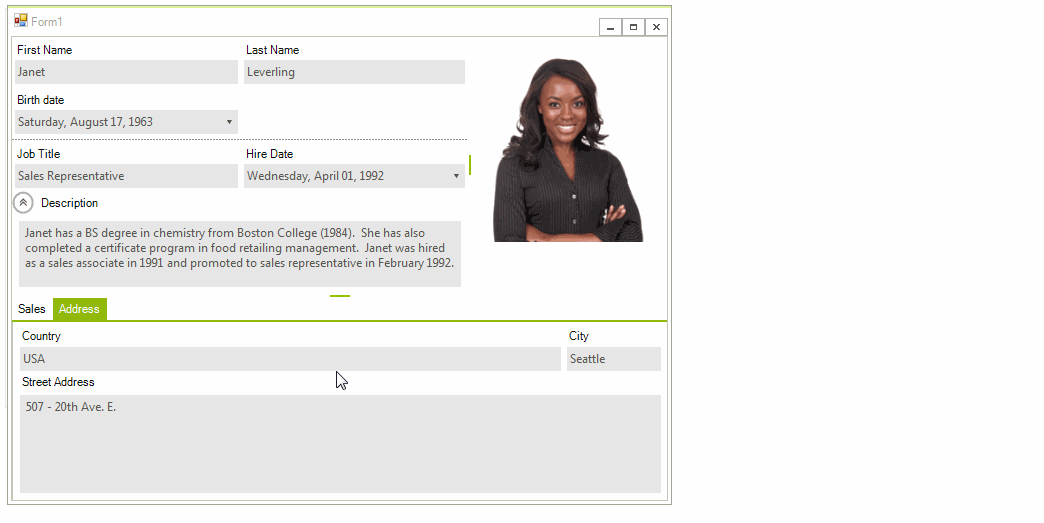 Form1
First Name Last Name
Janet Leverling
Birth date
Saturday, August 17, 1963
Job Title Hire Date
Sales Representative Wednesday, April 01, 1992
Description
Janet has a BS degree in chemistry from Boston College (1984). She has also
completed a certificate program in food retailing management. Janet was hired
as a sales associate in 1991 and promoted to sales representative in February 1992.
Sales Address
Country City
USA Seattle
Street Address
507 - 20th Ave. E.